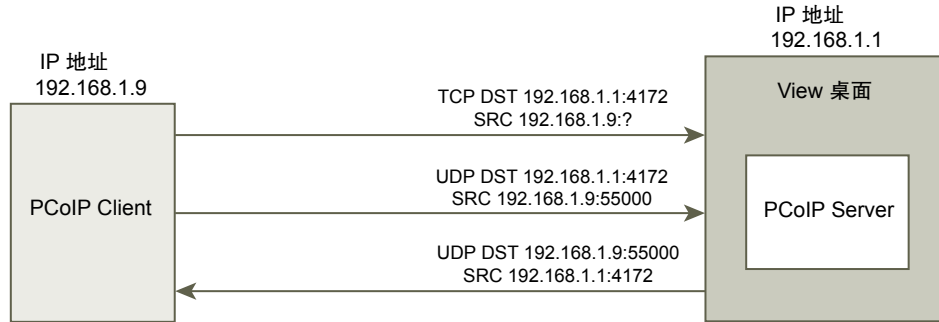 IP 地址
192.168.1.1
IP 地址
192.168.1.9
TCP DST 192.168.1.1:4172
SRC 192.168.1.9:?
View 桌面
UDP DST 192.168.1.1:4172
SRC 192.168.1.9:55000
PCoIP Client
PCoIP Server
UDP DST 192.168.1.9:55000
SRC 192.168.1.1:4172